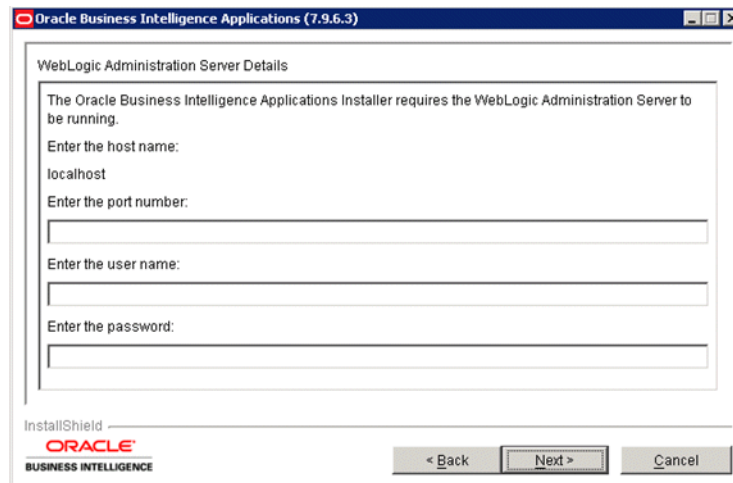 Oracle Business Intelligence Applications (7.9.6.3)
WebLogic Administration Server Details
The Oracle Business Intelligence Applications Installer requires the WebLogic Administration Server to
be running.
Enter the host name:
localhost
Enter the port number:
Enter the user name:
Enter the password:
InstallShield
ORACLE
BUSINESS INTELLIGENCE
< Back Next > Cancel